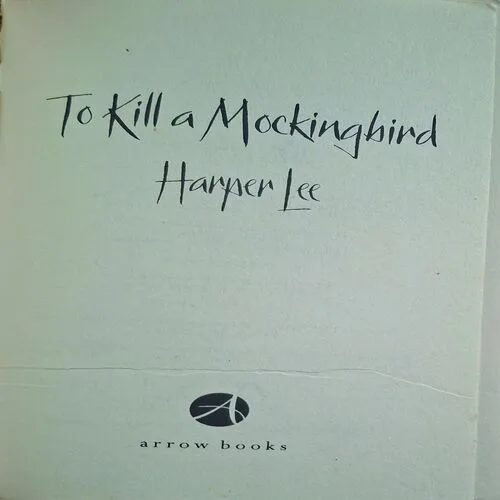 To Kill a Mockingbird
Harper Lee
arrow books